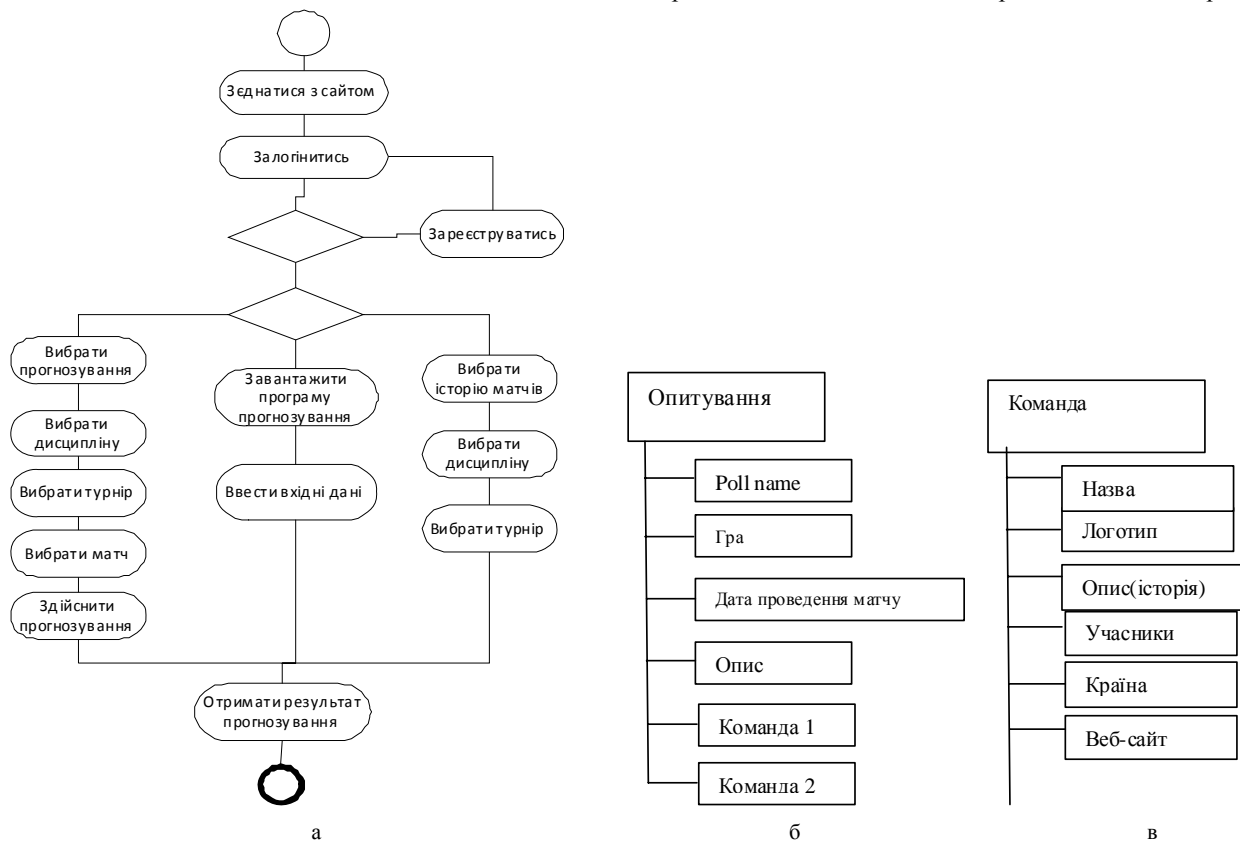 Зєднатися з сайтом
Залогінитись
Зареєструватись
Вибрати
прогнозування
Вибрати
дисципліну
Вибрати турнір
Вибрати матч
Здійснити
прогнозування
Завантажити
програму
прогнозування
Ввести вхідні дані
Вибрати
історію матчів
Вибрати
дисципліну
Вибрати турнір
Отримати результат
прогнозування
а
Опитування
Poll name
Гра
Дата проведення матчу
Опис
Команда 1
Команда 2
б
Команда
Назва
Логотип
Опис(історія)
Учасники
Країна
Веб-сайт
в